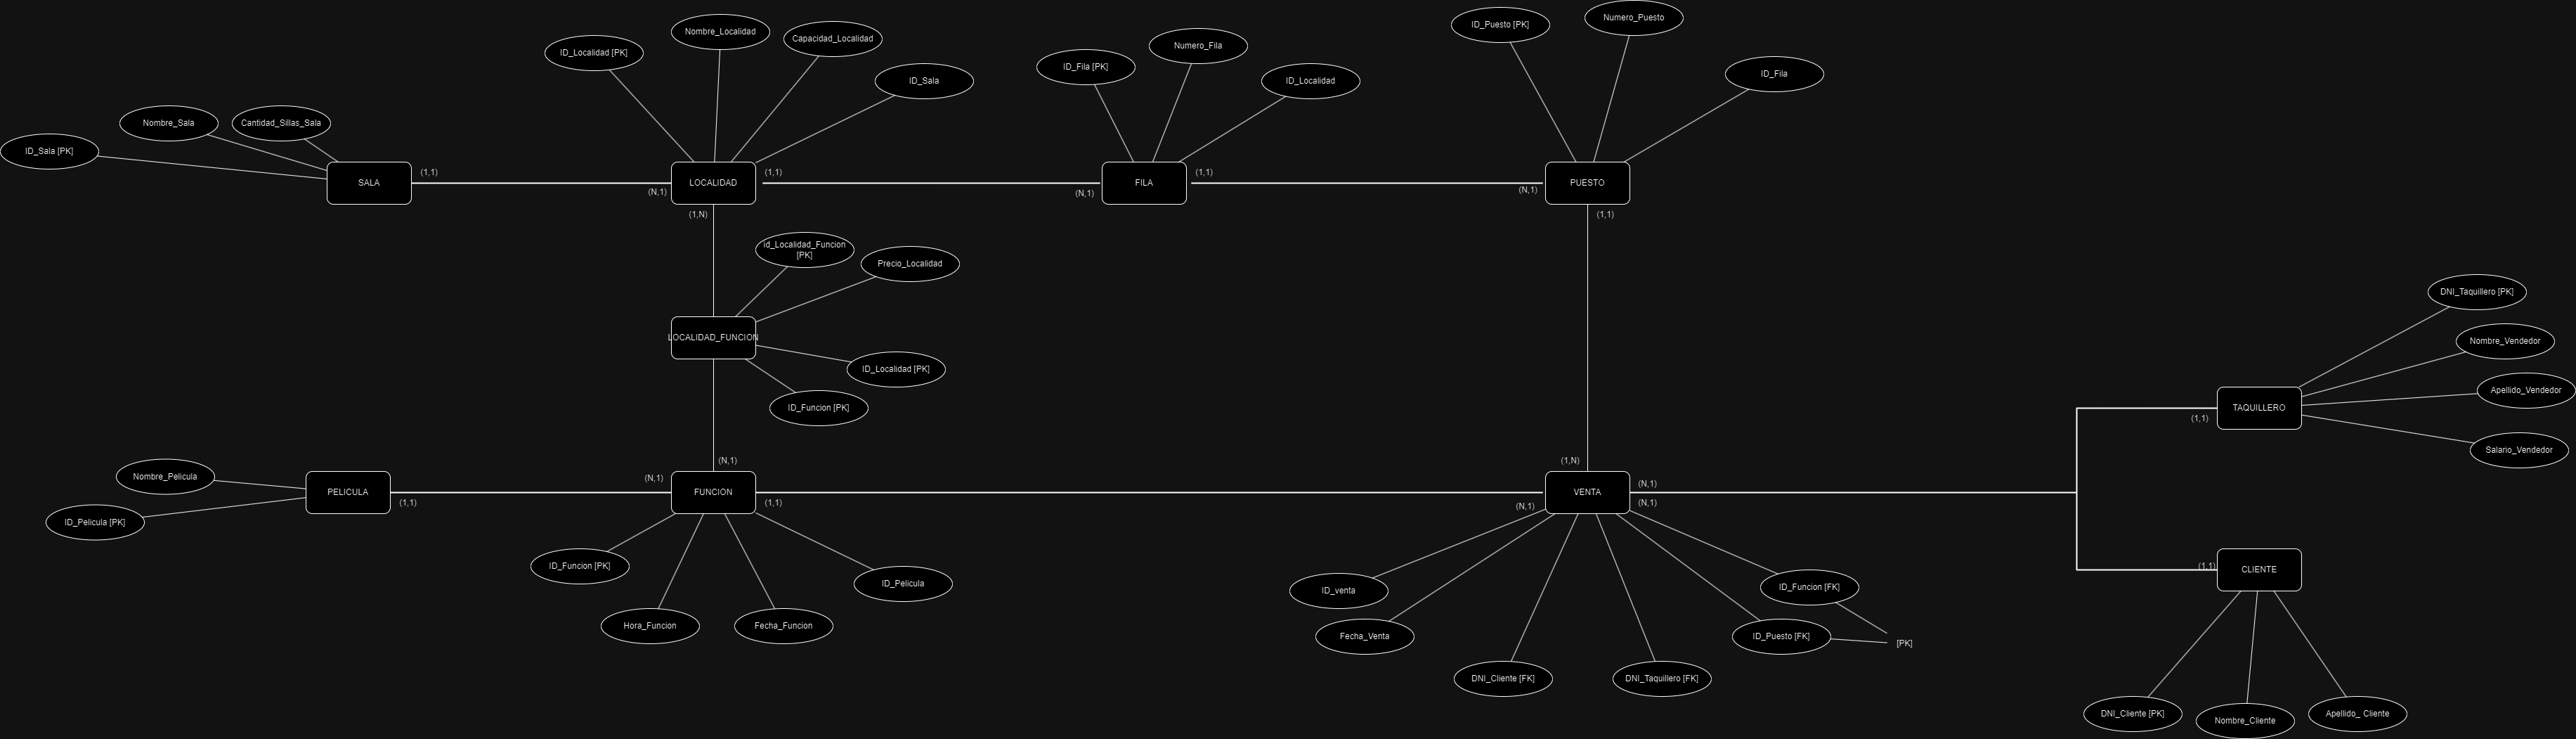 ID_Puesto [PK]
Numero_Puesto
Nombre_Localidad
Capacidad_Localidad
ID_Localidad [PK]
Numero_Fila
ID_Fila [PK]
ID_Sala
ID_Localidad
ID_Fila
Nombre_Sala
Cantidad_Sillas_Sala
ID_Sala [PK]
SALA
(1,1)
(N,1)
LOCALIDAD
(1,1)
(N,1)
FILA
(1,1)
(N,1)
PUESTO
(1,N)
(1,1)
id_Localidad_Funcion
[PK]
Precio_Localidad
LOCALIDAD_FUNCION
ID_Localidad [PK]
ID_Funcion [PK]
DNI_Taquillero [PK]
Nombre_Vendedor
Apellido_Vendedor
TAQUILLERO
(1,1)
Salario_Vendedor
(N,1)
(1,N)
Nombre_Pelicula
PELICULA
(1,1)
(N,1)
FUNCION
(1,1)
(N,1)
VENTA
(N,1)
(N,1)
ID_Pelicula [PK]
ID_Funcion [PK]
ID_Pelicula
Hora_Funcion
Fecha_Funcion
ID_venta
Fecha_Venta
DNI_Cliente [FK]
DNI_Taquillero [FK]
ID_Puesto [FK]
ID_Funcion [FK]
[PK]
(1,1)
CLIENTE
DNI_Cliente [PK]
Nombre_Cliente
Apellido_ Cliente